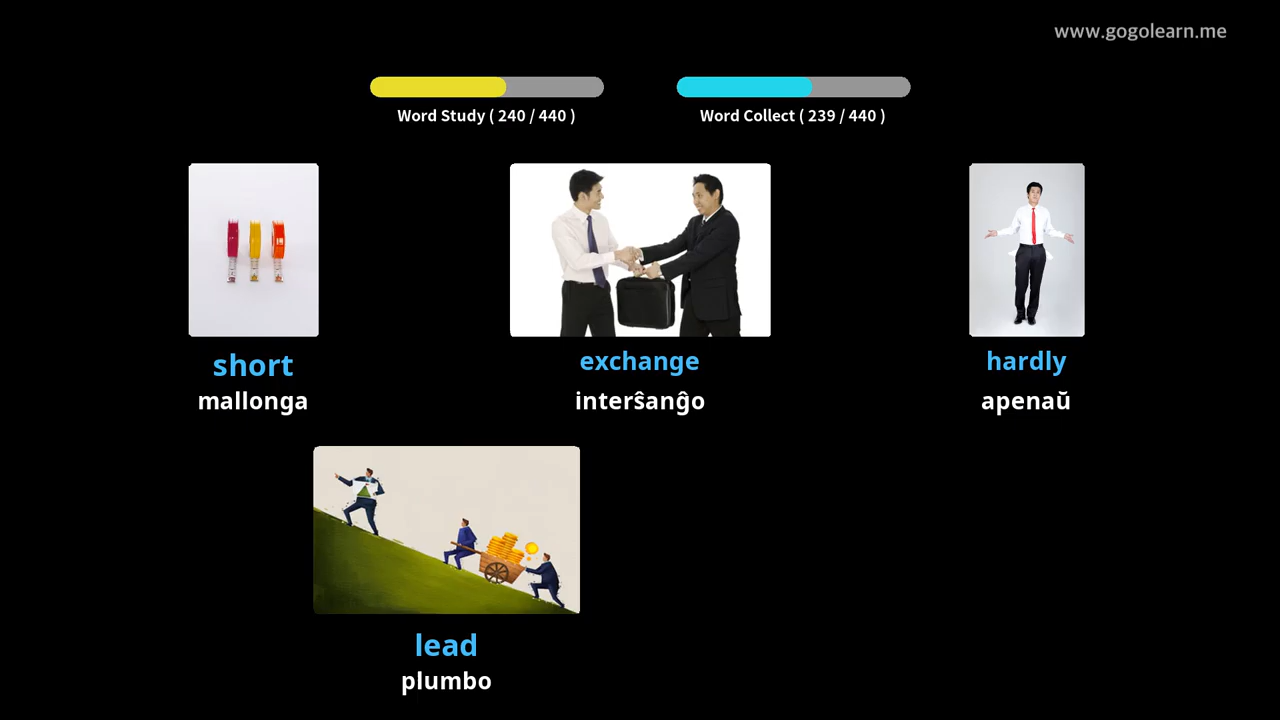 www.gogolearn.me
Word Study ( 240 / 440 )
Word Collect ( 239 / 440 )
short
mallonga
exchange
interŝanĝo
hardly
apenaŭ
lead
plumbo